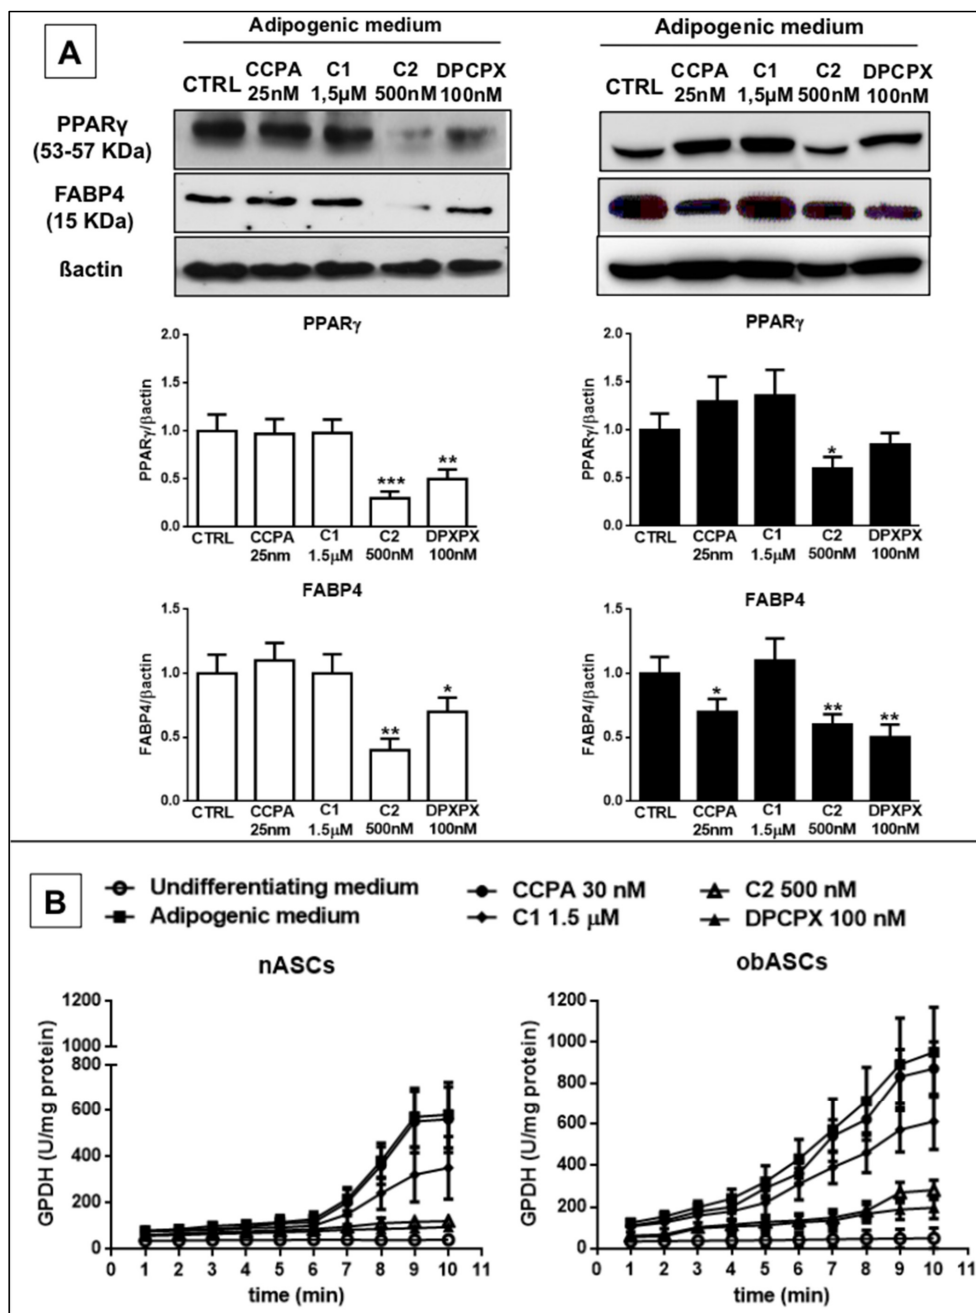 A
Adipogenic medium
CTRL CCPA 25nM C1 1,5µM C2 500nM DPCPX 100nM
Adipogenic medium
CTRL CCPA 25nM C1 1,5µM C2 500nM DPCPX 100nM
PPARγ
(53-57 KDa)
FABP4
(15 KDa)
ßactin
PPARγ
2.0
1.5
1.0
0.5
0.0
PPARγ/βactin
*** **
CTRL CCPA C1 C2 DPXPX
25nm 1.5µM 500nM 100nM
PPARγ
2.0
1.5
1.0
0.5
0.0
PPARγ/βactin
*
CTRL CCPA C1 C2 DPXPX
25nm 1.5µM 500nM 100nM
FABP4
1.5
1.0
0.5
0.0
FABP4/βactin
** *
CTRL CCPA C1 C2 DPXPX
25nm 1.5µM 500nM 100nM
FABP4
1.5
1.0
0.5
0.0
FABP4/βactin
* ** **
CTRL CCPA C1 C2 DPXPX
25nm 1.5µM 500nM 100nM
B
Undifferentiating medium
Adipogenic medium
CCPA 30 nM
C1 1.5 µM
C2 500 nM
DPCPX 100 nM
nASCs
1200
1000
800
600
400
200
0
GPDH (U/mg protein)
0 1 2 3 4 5 6 7 8 9 10 11
time (min)
obASCs
1200
1000
800
600
400
200
0
GPDH (U/mg protein)
0 1 2 3 4 5 6 7 8 9 10 11
time (min)